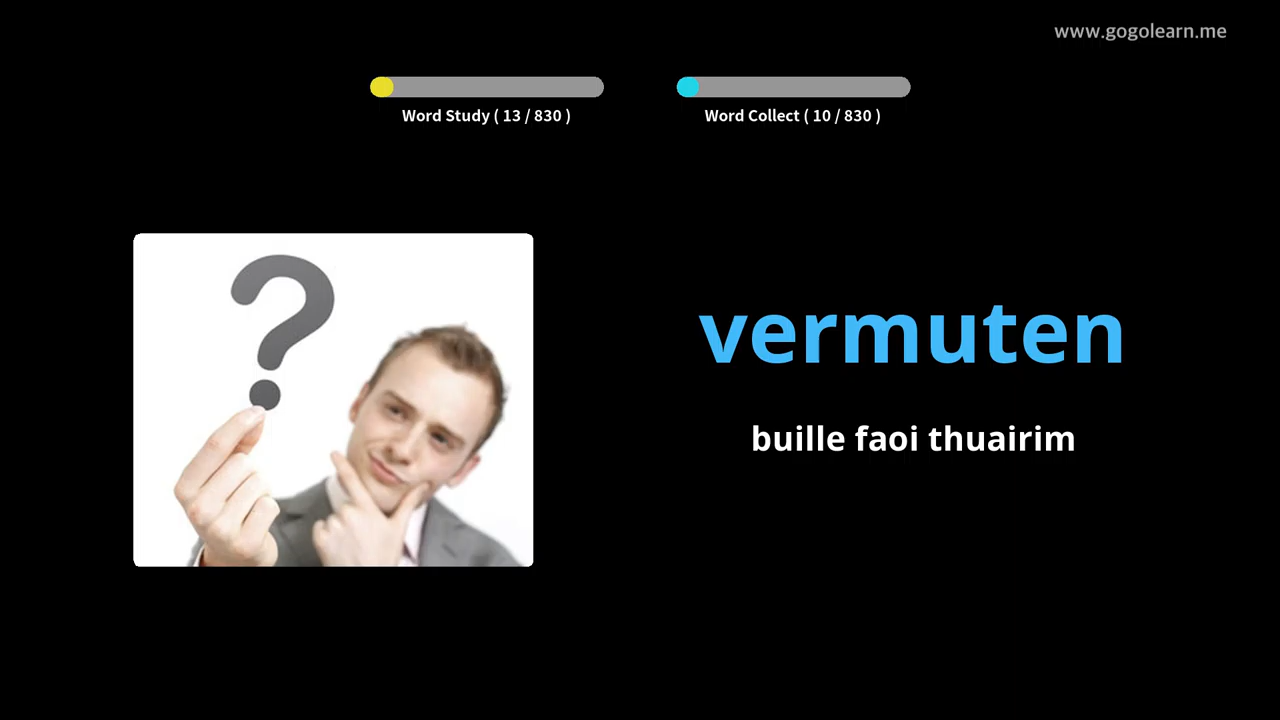 www.gogolearn.me
Word Study ( 13 / 830 )
Word Collect ( 10 / 830 )
?
vermuten
buille faoi thuairim